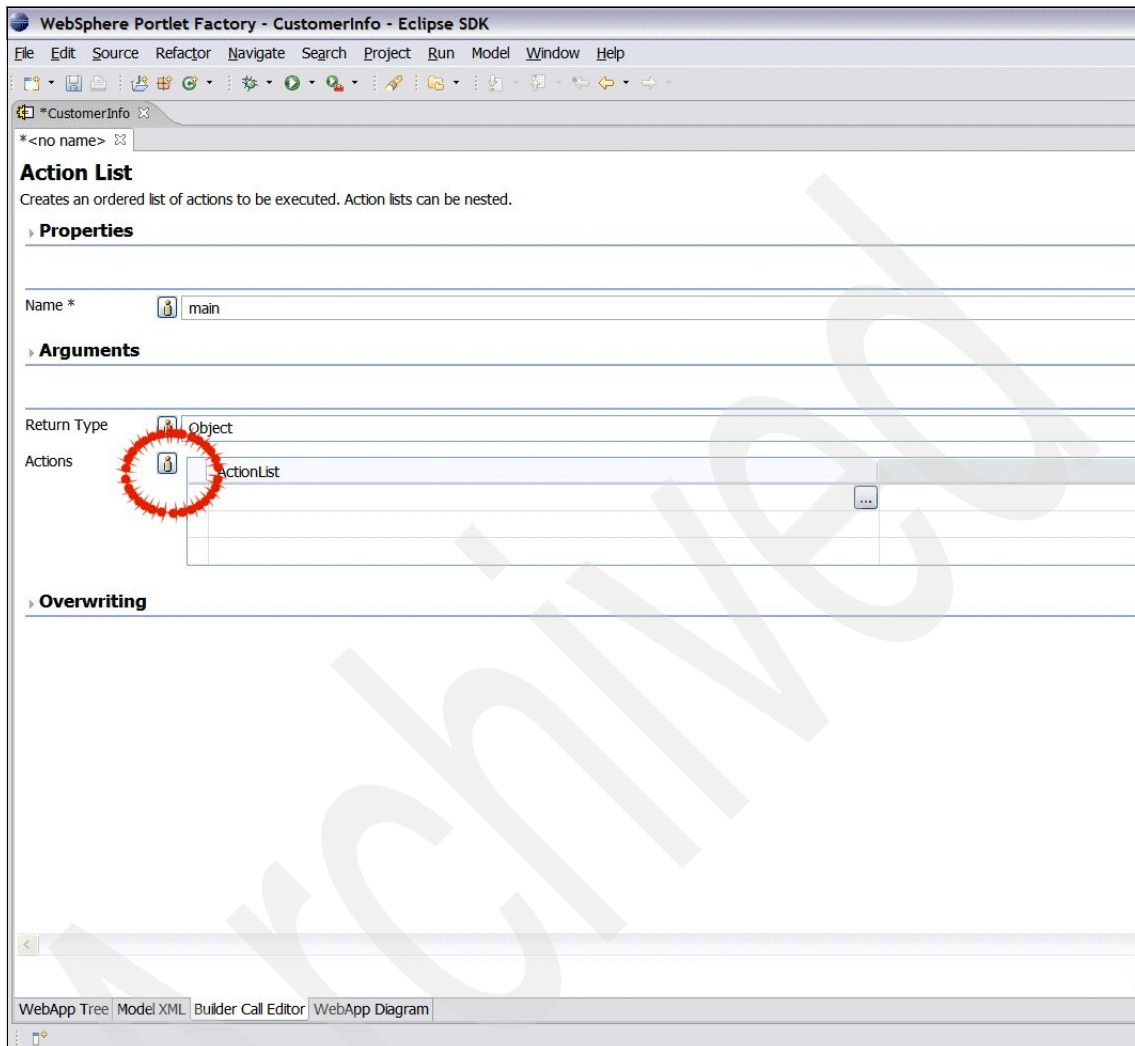 WebSphere Portlet Factory - CustomerInfo - Eclipse SDK
File Edit Source Refactor Navigate Search Project Run Model Window Help
*CustomerInfo
*<no name>
Action List
Creates an ordered list of actions to be executed. Action lists can be nested.
Properties
Name * main
Arguments
Return Type Object
Actions
ActionList
...
Overwriting
WebApp Tree Model XML Builder Call Editor WebApp Diagram
Archived